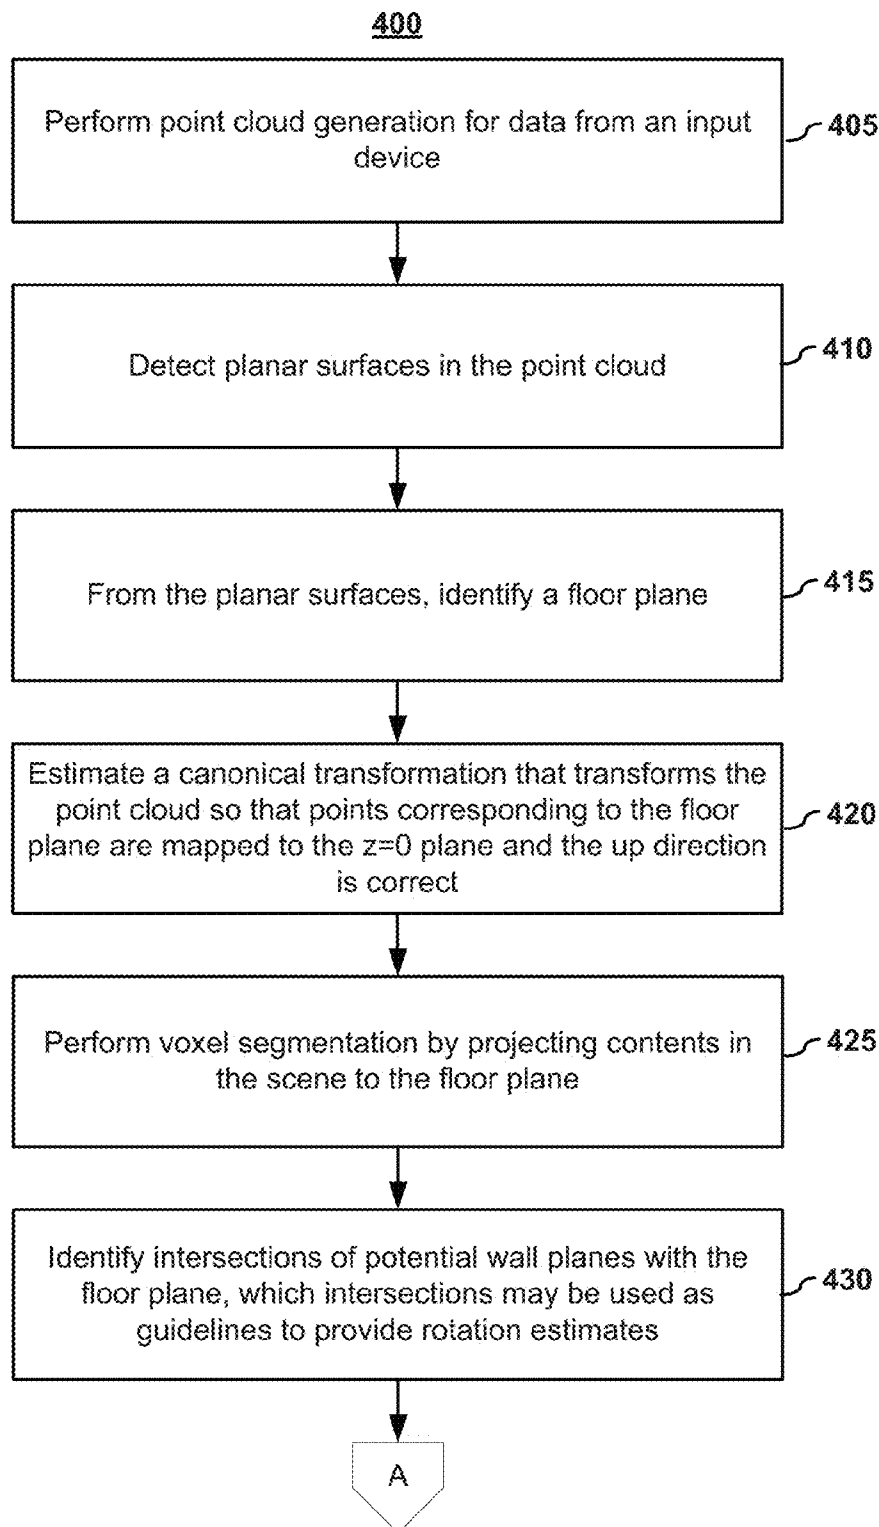 400
Perform point cloud generation for data from an input
device
405
Detect planar surfaces in the point cloud
410
From the planar surfaces, identify a floor plane
415
Estimate a canonical transformation that transforms the
point cloud so that points corresponding to the floor
plane are mapped to the z=0 plane and the up direction
is correct
420
Perform voxel segmentation by projecting contents in
the scene to the floor plane
425
Identify intersections of potential wall planes with the
floor plane, which intersections may be used as
guidelines to provide rotation estimates
430
A